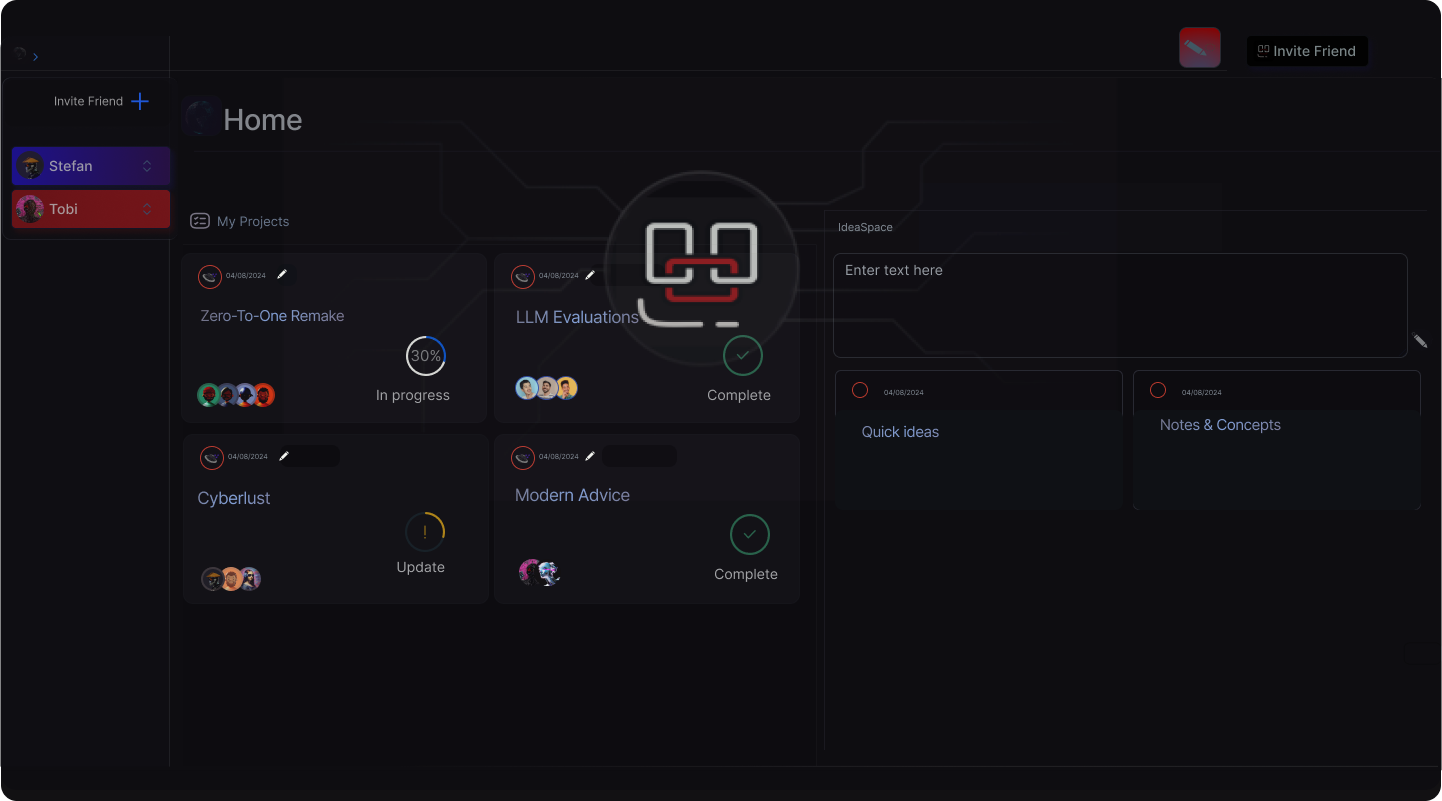 Invite Friend
Invite Friend
Home
Stefan
Tobi
My Projects
04/08/2024
Zero-To-One Remake
30%
In progress
04/08/2024
LLM Evaluations
Complete
04/08/2024
Cyberlust
!
Update
04/08/2024
Modern Advice
Complete
IdeaSpace
Enter text here
04/08/2024
Quick ideas
04/08/2024
Notes & Concepts